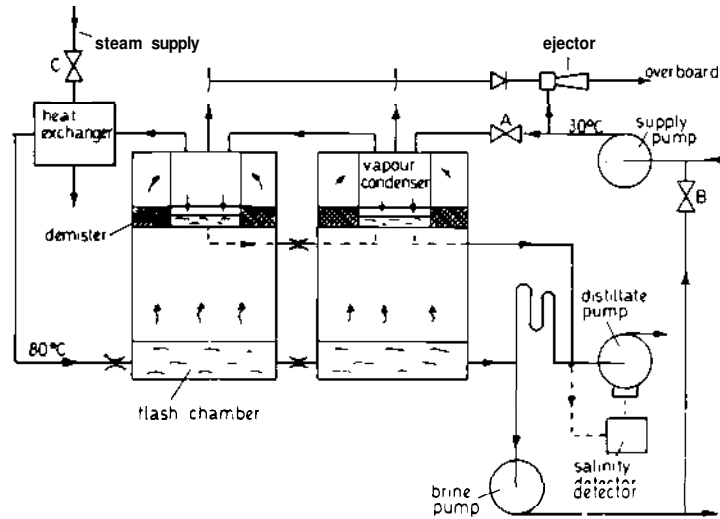 steam supply
C
heat
exchanger
ejector
overboard
A
30°C
supply
pump
vapour
condenser
B
demister
distillate
pump
80°C
flash chamber
salinity
detector
brine
pump